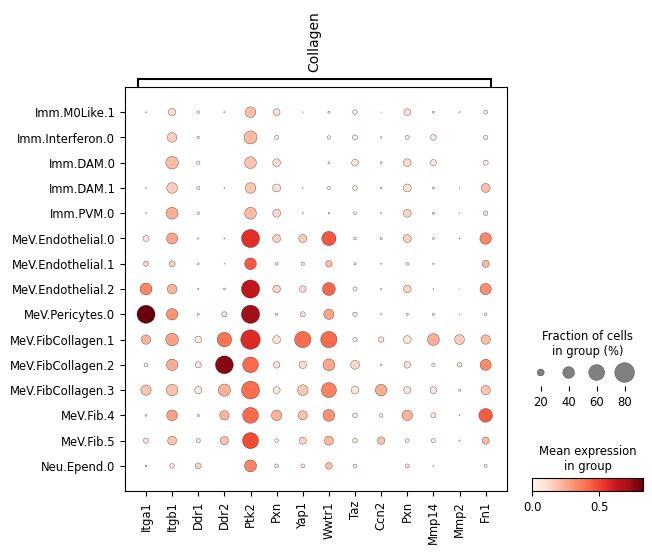 Collagen
Imm.M0Like.1
Imm.Interferon.0
Imm.DAM.0
Imm.DAM.1
Imm.PVM.0
MeV.Endothelial.0
MeV.Endothelial.1
MeV.Endothelial.2
MeV.Pericytes.0
MeV.FibCollagen.1
MeV.FibCollagen.2
MeV.FibCollagen.3
MeV.Fib.4
MeV.Fib.5
Neu.Epend.0
Itga1
Itgb1
Ddr1
Ddr2
Ptk2
Pxn
Yap1
Wwtr1
Taz
Ccn2
Pxn
Mmp14
Mmp2
Fn1
Fraction of cells
in group (%)
20 40 60 80
Mean expression
in group
0.0 0.5